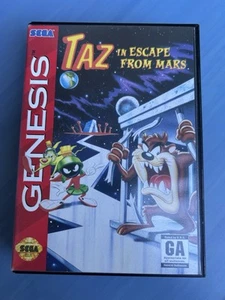 SEGA
TAZ IN ESCAPE
FROM MARS
GENESIS
GA
SEGA